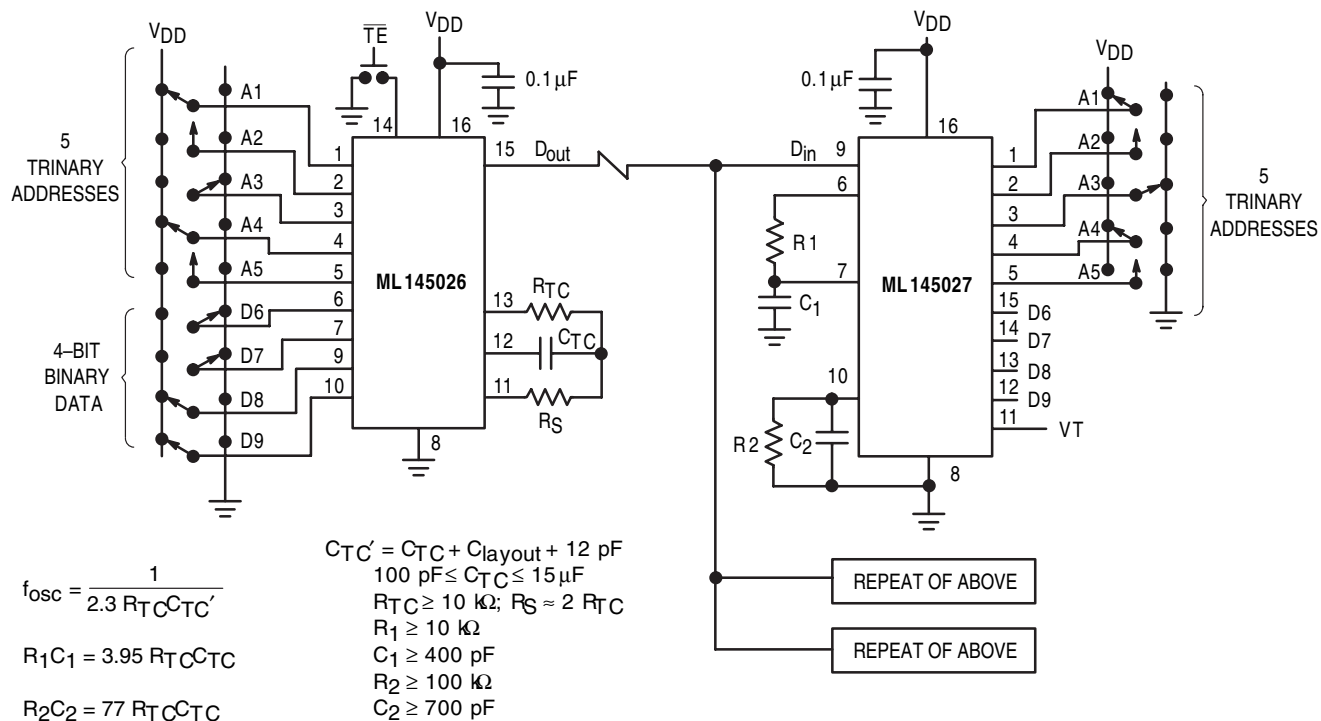 VDD
TE
VDD
0.1 μF
14
16
5
TRINARY
ADDRESSES
A1
A2
A3
A4
A5
4–BIT
BINARY
DATA
D6
D7
D8
D9
1
2
3
4
5
6
7
9
10
ML145026
15
Dout
13
RTC
12
CTC
11
RS
8
VDD
0.1 μF
16
Din
9
6
R1
7
C1
10
R2
C2
ML145027
1
2
3
4
5
15
D6
14
D7
13
D8
12
D9
11
VT
8
VDD
A1
A2
A3
A4
A5
5
TRINARY
ADDRESSES
REPEAT OF ABOVE
REPEAT OF ABOVE
fosc = 1 / 2.3 RTCCTC′
R1C1 = 3.95 RTCCTC
R2C2 = 77 RTCCTC
CTC′ = CTC + Clayout + 12 pF
100 pF ≤ CTC ≤ 15 μF
RTC ≥ 10 kΩ; RS ≈ 2 RTC
R1 ≥ 10 kΩ
C1 ≥ 400 pF
R2 ≥ 100 kΩ
C2 ≥ 700 pF